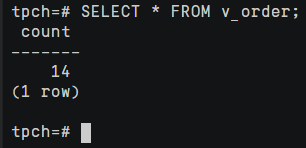 tpch=# SELECT * FROM v_order;
 count
-------
    14
(1 row)

tpch=#